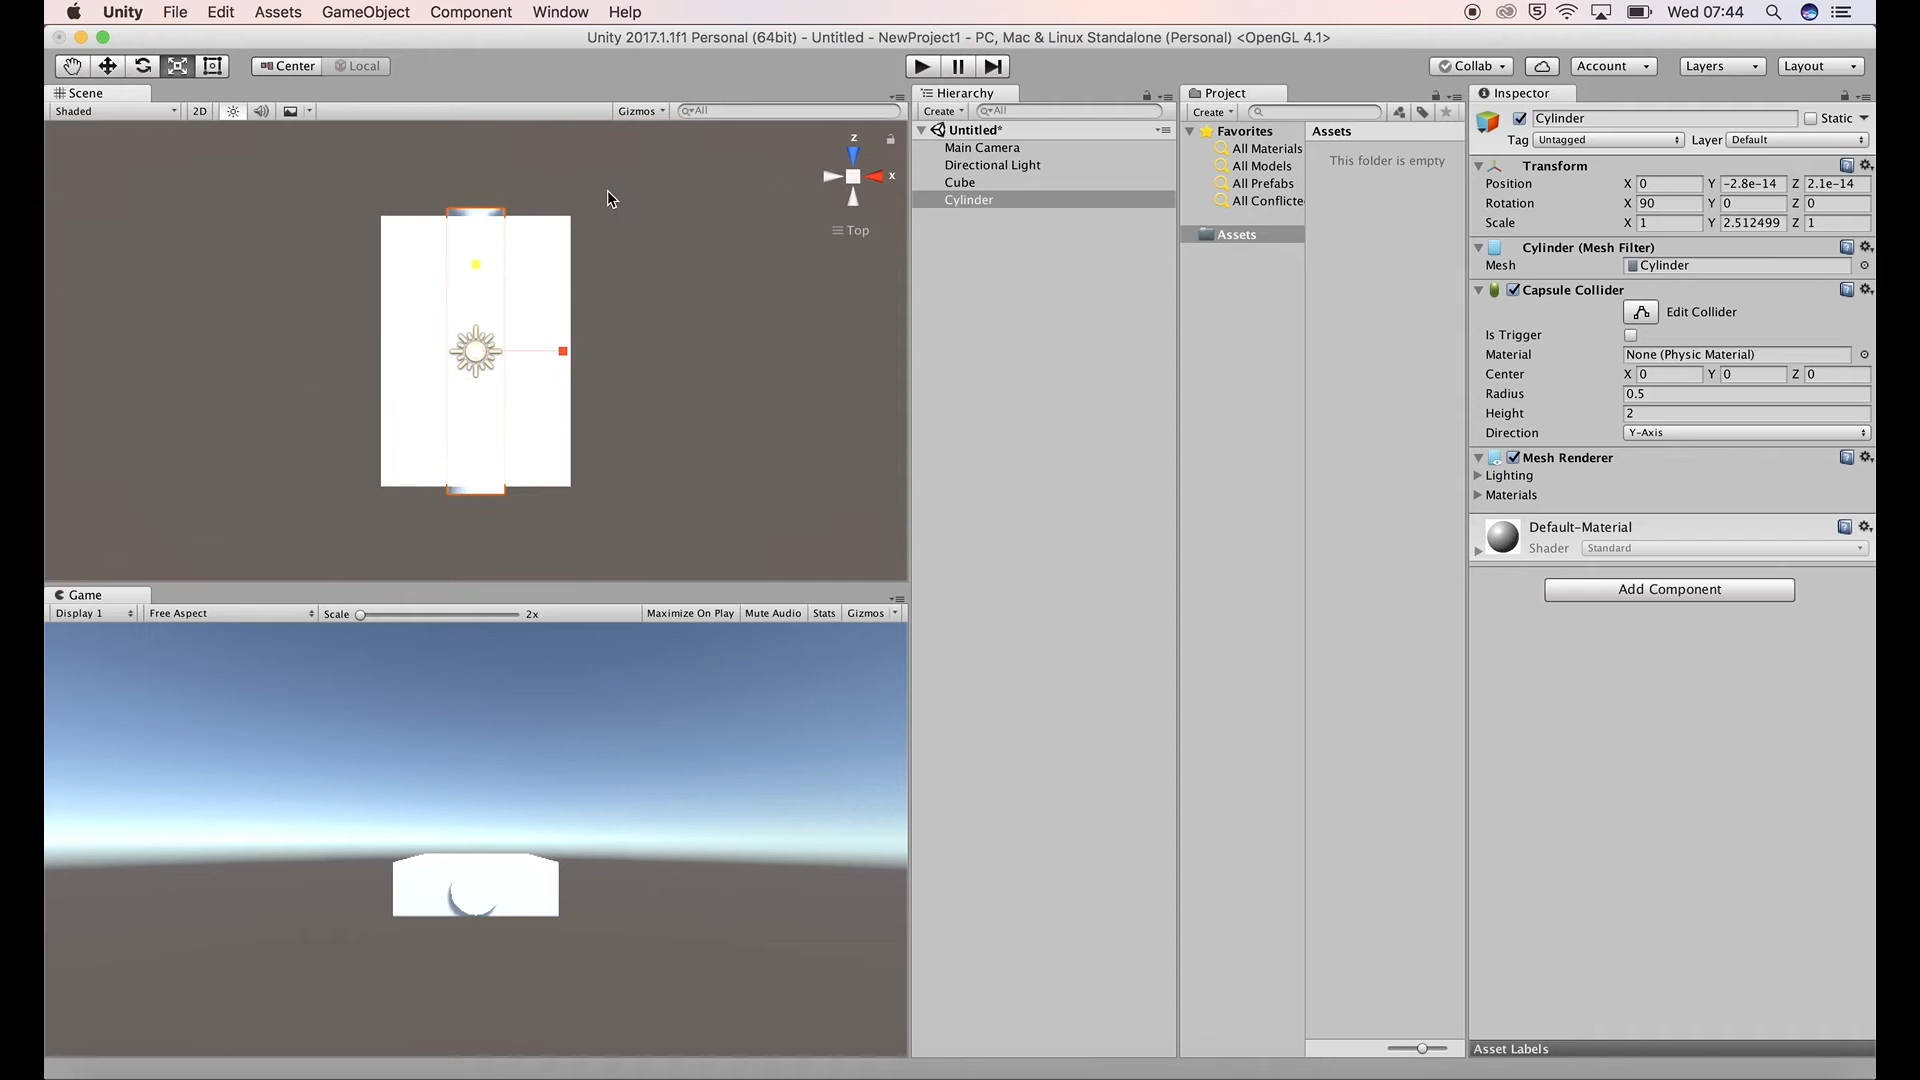 Unity File Edit Assets GameObject Component Window Help Wed 07:44
Unity 2017.1.1f1 Personal (64bit) - Untitled - NewProject1 - PC, Mac & Linux Standalone (Personal) <OpenGL 4.1>
Center Local Collab Account Layers Layout
Scene
Shaded 2D Gizmos All
z
x
Top
Game
Display 1 Free Aspect Scale 2x Maximize On Play Mute Audio Stats Gizmos
Hierarchy
Create All
Untitled*
Main Camera
Directional Light
Cube
Cylinder
Project
Create
Favorites
All Materials
All Models
All Prefabs
All Conflicte
Assets
Assets
This folder is empty
Inspector
Cylinder Static
Tag Untagged Layer Default
Transform
Position X 0 Y -2.8e-14 Z 2.1e-14
Rotation X 90 Y 0 Z 0
Scale X 1 Y 2.512499 Z 1
Cylinder (Mesh Filter)
Mesh Cylinder
Capsule Collider
Edit Collider
Is Trigger
Material None (Physic Material)
Center X 0 Y 0 Z 0
Radius 0.5
Height 2
Direction Y-Axis
Mesh Renderer
Lighting
Materials
Default-Material
Shader Standard
Add Component
Asset Labels